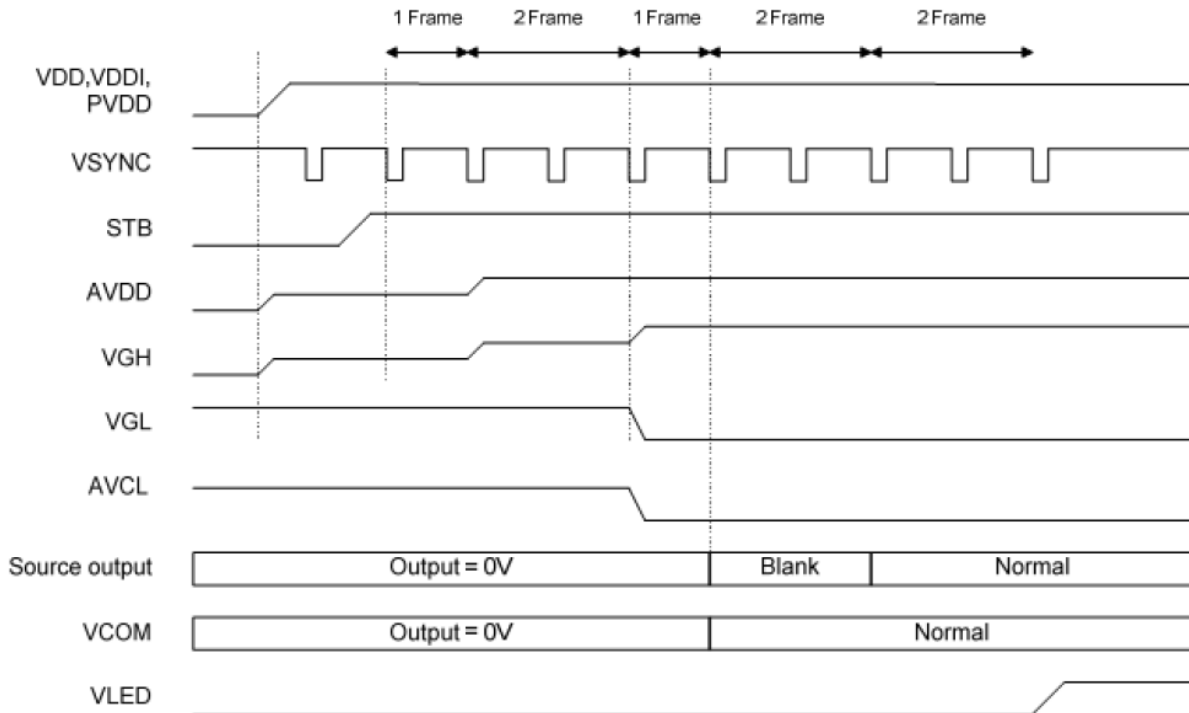 1 Frame 2 Frame 1 Frame 2 Frame 2 Frame
VDD,VDDI,
PVDD
VSYNC
STB
AVDD
VGH
VGL
AVCL
Source output Output = 0V Blank Normal
VCOM Output = 0V Normal
VLED